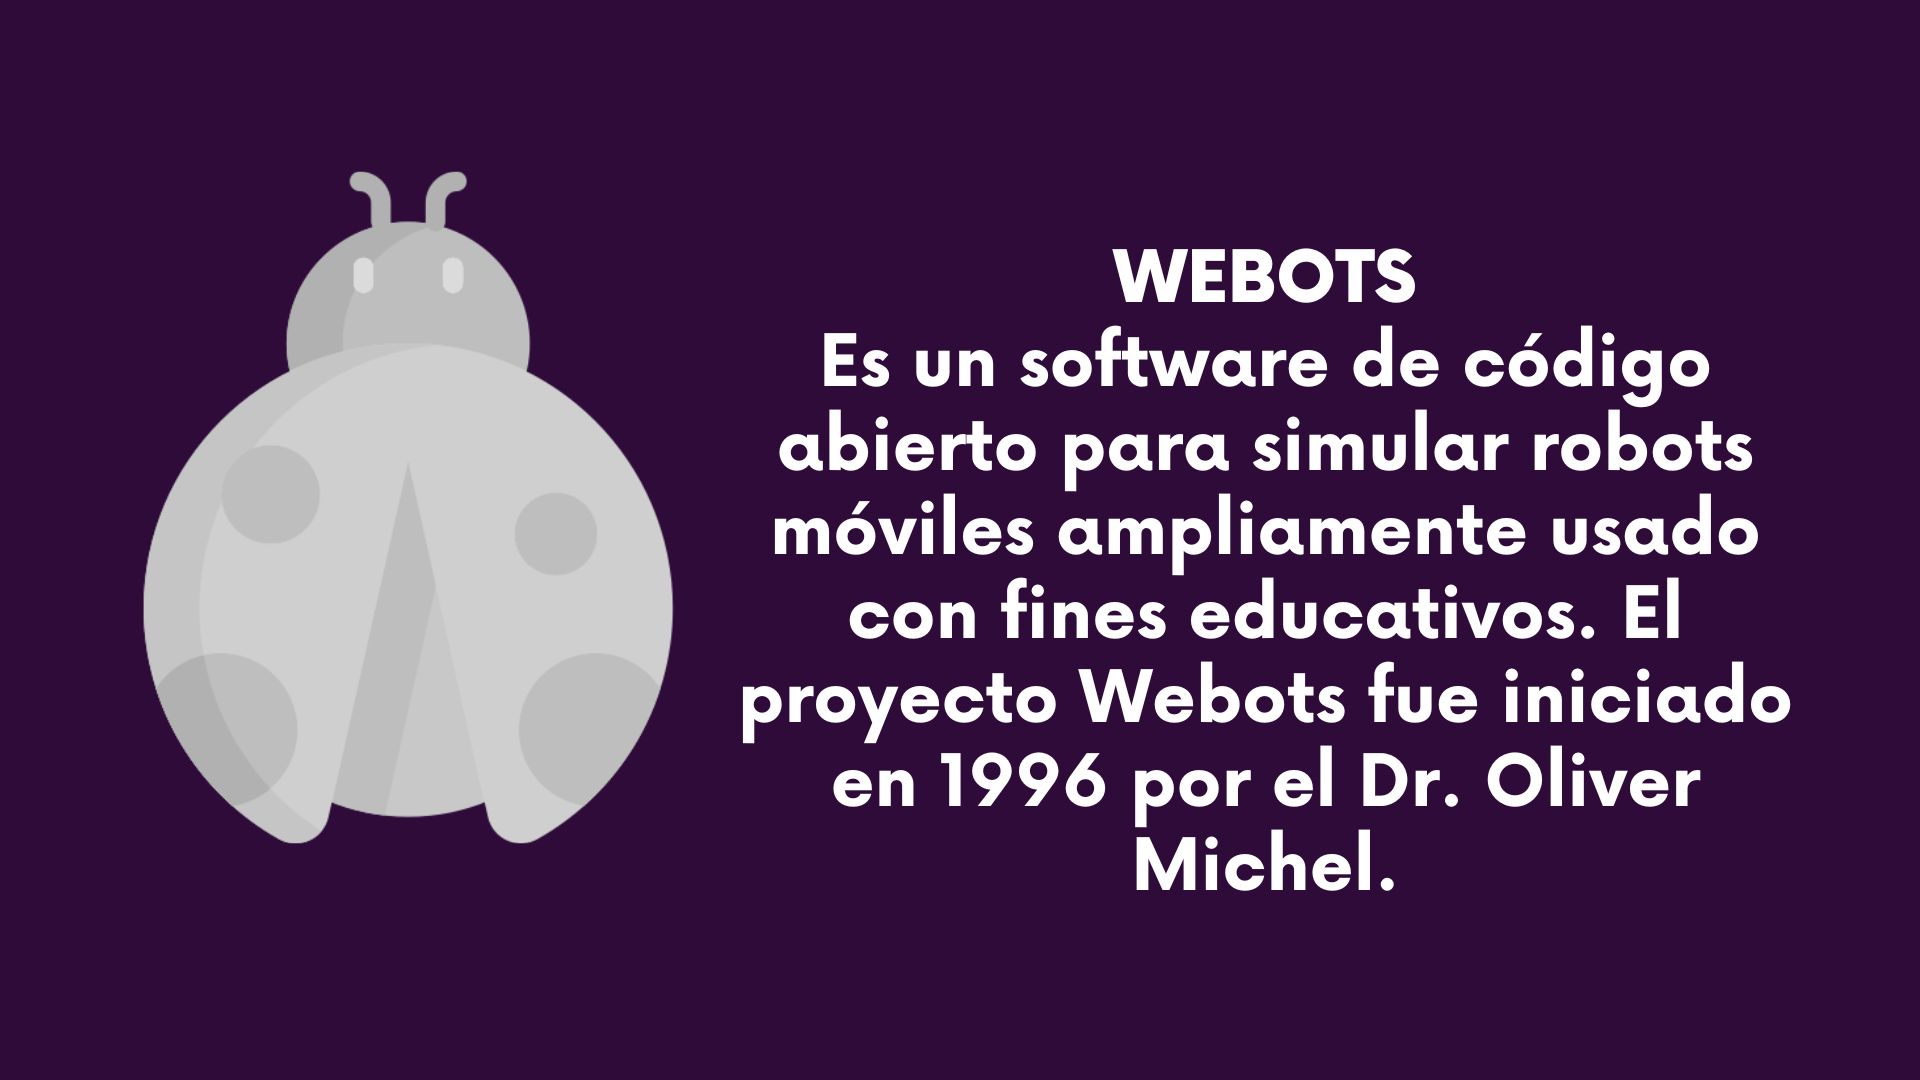 WEBOTS
Es un software de código
abierto para simular robots
móviles ampliamente usado
con fines educativos. El
proyecto Webots fue iniciado
en 1996 por el Dr. Oliver
Michel.